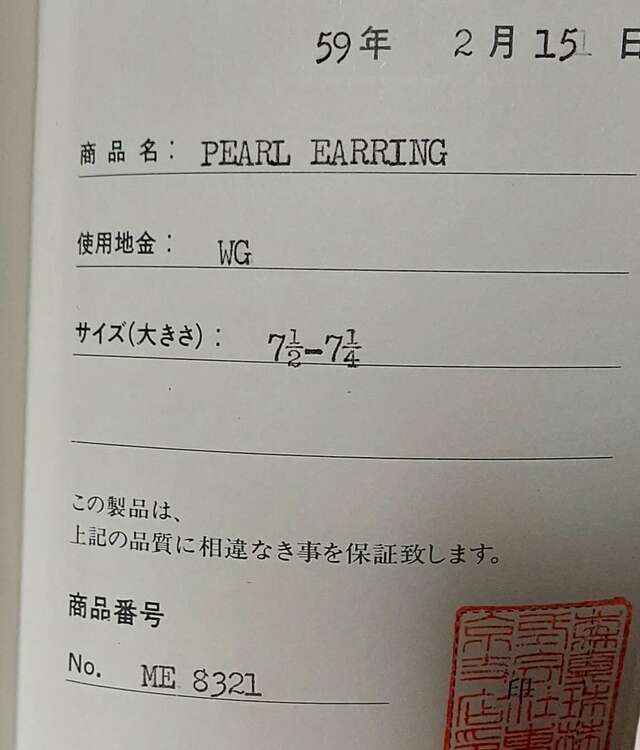 59年 2月 15日
商品名: PEARL EARRING
使用地金: WG
サイズ(大きさ): 7½–7¼
この製品は、
上記の品質に相違なき事を保証致します。
商品番号
No. ME 8321
印